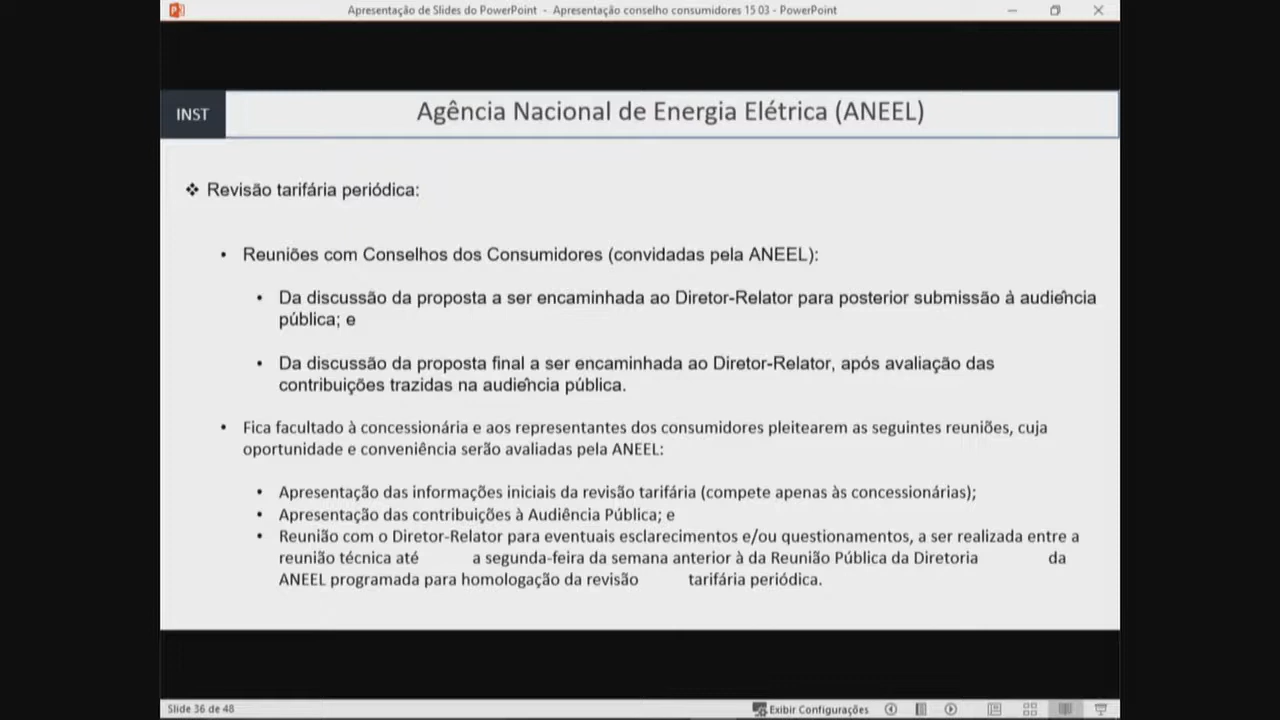 Apresentação de Slides do PowerPoint - Apresentação conselho consumidores 15 03 - PowerPoint
INST
Agência Nacional de Energia Elétrica (ANEEL)
❖ Revisão tarifária periódica:
• Reuniões com Conselhos dos Consumidores (convidadas pela ANEEL):
• Da discussão da proposta a ser encaminhada ao Diretor-Relator para posterior submissão à audiência
pública; e
• Da discussão da proposta final a ser encaminhada ao Diretor-Relator, após avaliação das
contribuições trazidas na audiência pública.
• Fica facultado à concessionária e aos representantes dos consumidores pleitearem as seguintes reuniões, cuja
oportunidade e conveniência serão avaliadas pela ANEEL:
• Apresentação das informações iniciais da revisão tarifária (compete apenas às concessionárias);
• Apresentação das contribuições à Audiência Pública; e
• Reunião com o Diretor-Relator para eventuais esclarecimentos e/ou questionamentos, a ser realizada entre a
reunião técnica até a segunda-feira da semana anterior à da Reunião Pública da Diretoria da
ANEEL programada para homologação da revisão tarifária periódica.
Slide 36 de 48
Exibir Configurações